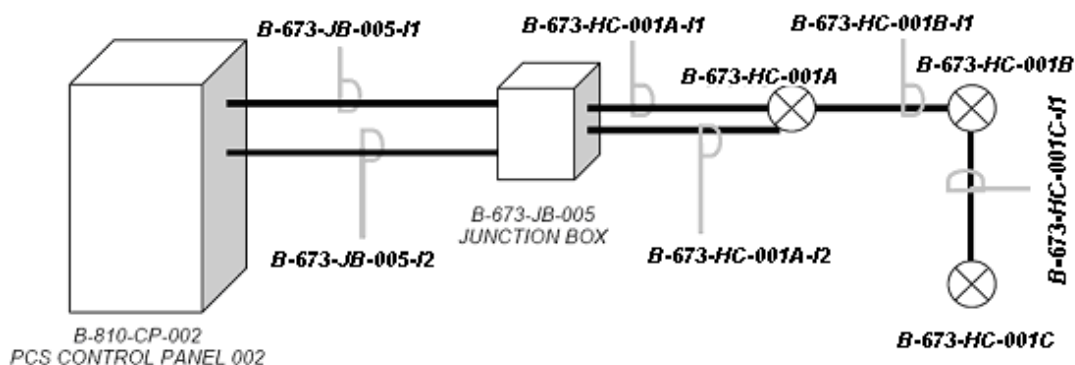 B-673-JB-005-I1
B-673-HC-001A-I1
B-673-HC-001B-I1
B-673-HC-001A
B-673-HC-001B
B-673-HC-001C-I1
B-673-JB-005
JUNCTION BOX
B-673-JB-005-I2
B-673-HC-001A-I2
B-810-CP-002
PCS CONTROL PANEL 002
B-673-HC-001C